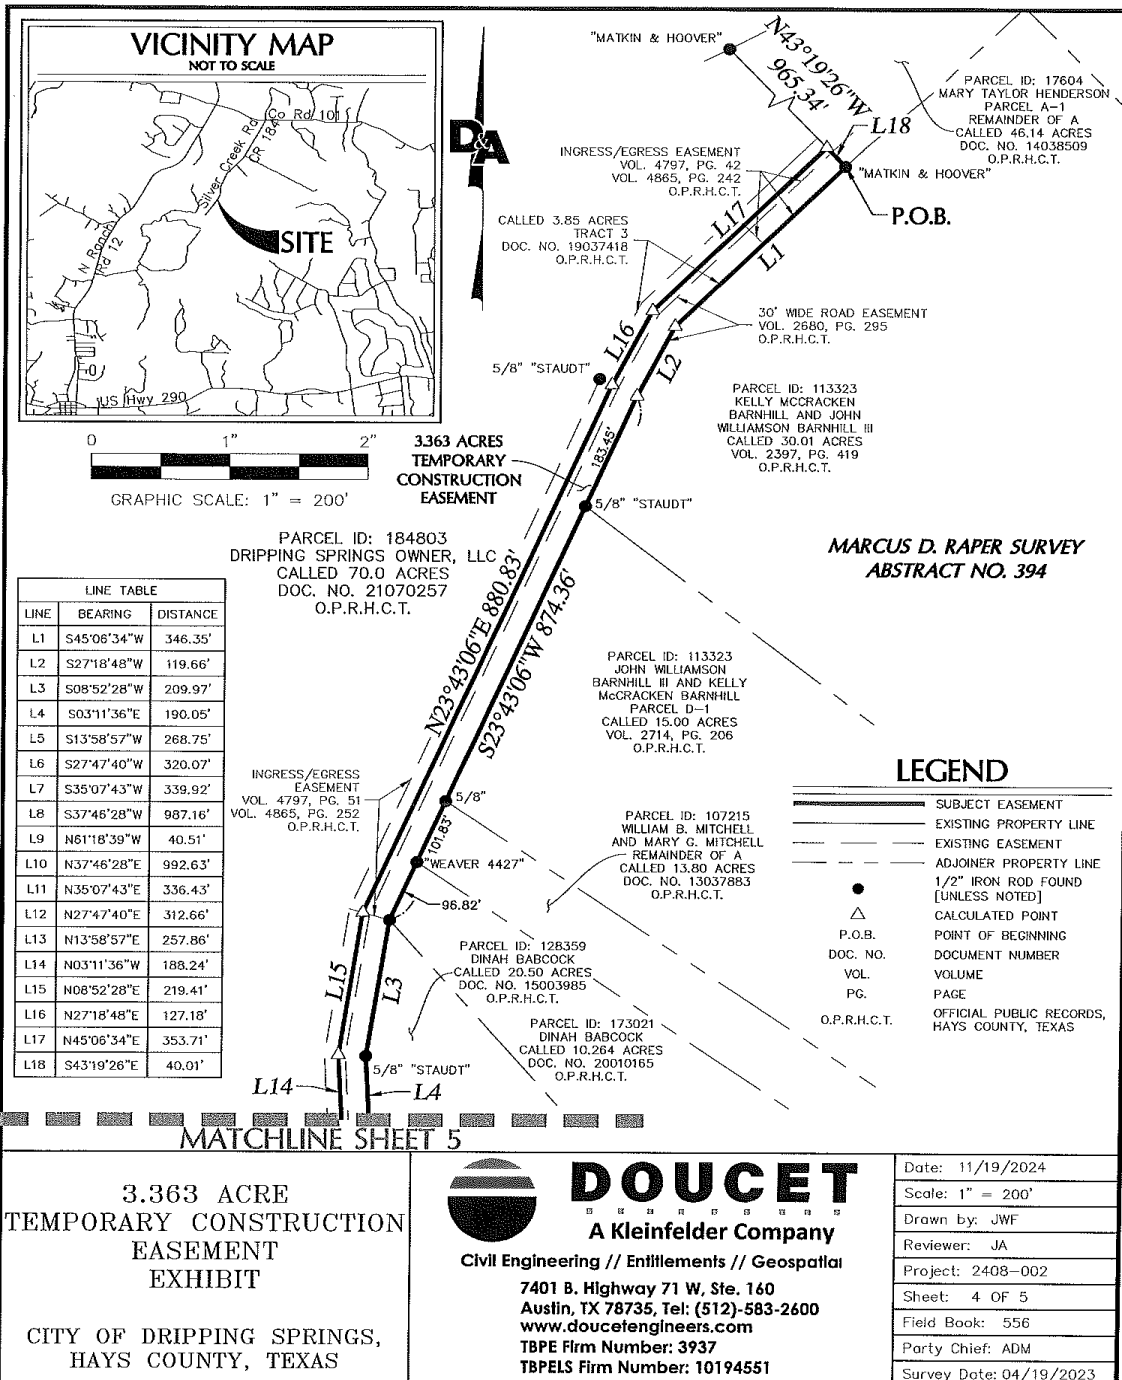 VICINITY MAP
NOT TO SCALE
Co Rd 101
Silver Creek Rd
CR 184
SITE
N Ranch
Rd 12
US Hwy 290
D&A
0 1" 2"
GRAPHIC SCALE: 1" = 200'
"MATKIN & HOOVER"
N43°19'26"W
965.34'
L18
PARCEL ID: 17604
MARY TAYLOR HENDERSON
PARCEL A-1
REMAINDER OF A
CALLED 46.14 ACRES
DOC. NO. 14038509
O.P.R.H.C.T.
INGRESS/EGRESS EASEMENT
VOL. 4797, PG. 42
VOL. 4865, PG. 242
O.P.R.H.C.T.
"MATKIN & HOOVER"
P.O.B.
CALLED 3.85 ACRES
TRACT 3
DOC. NO. 19037418
O.P.R.H.C.T.
L17
L1
30' WIDE ROAD EASEMENT
VOL. 2680, PG. 295
O.P.R.H.C.T.
L16
L2
5/8" "STAUDT"
PARCEL ID: 113323
KELLY MCCRACKEN
BARNHILL AND JOHN
WILLIAMSON BARNHILL III
CALLED 30.01 ACRES
VOL. 2397, PG. 419
O.P.R.H.C.T.
3.363 ACRES
TEMPORARY
CONSTRUCTION
EASEMENT
183.45'
5/8" "STAUDT"
PARCEL ID: 184803
DRIPPING SPRINGS OWNER, LLC
CALLED 70.0 ACRES
DOC. NO. 21070257
O.P.R.H.C.T.
MARCUS D. RAPER SURVEY
ABSTRACT NO. 394
N23°43'06"E 880.83'
S23°43'06"W 874.36'
LINE TABLE
LINE BEARING DISTANCE
L1 S45°06'34"W 346.35'
L2 S27°18'48"W 119.66'
L3 S08°52'28"W 209.97'
L4 S03°11'36"E 190.05'
L5 S13°58'57"W 268.75'
L6 S27°47'40"W 320.07'
L7 S35°07'43"W 339.92'
L8 S37°46'28"W 987.16'
L9 N61°18'39"W 40.51'
L10 N37°46'28"E 992.63'
L11 N35°07'43"E 336.43'
L12 N27°47'40"E 312.66'
L13 N13°58'57"E 257.86'
L14 N03°11'36"W 188.24'
L15 N08°52'28"E 219.41'
L16 N27°18'48"E 127.18'
L17 N45°06'34"E 353.71'
L18 S43°19'26"E 40.01'
PARCEL ID: 113323
JOHN WILLIAMSON
BARNHILL III AND KELLY
McCRACKEN BARNHILL
PARCEL D-1
CALLED 15.00 ACRES
VOL. 2714, PG. 206
O.P.R.H.C.T.
INGRESS/EGRESS
EASEMENT
VOL. 4797, PG. 51
VOL. 4865, PG. 252
O.P.R.H.C.T.
5/8"
101.83'
"WEAVER 4427"
96.82'
PARCEL ID: 107215
WILLIAM B. MITCHELL
AND MARY G. MITCHELL
REMAINDER OF A
CALLED 13.80 ACRES
DOC. NO. 13037883
O.P.R.H.C.T.
LEGEND
SUBJECT EASEMENT
EXISTING PROPERTY LINE
EXISTING EASEMENT
ADJOINER PROPERTY LINE
1/2" IRON ROD FOUND
[UNLESS NOTED]
CALCULATED POINT
P.O.B. POINT OF BEGINNING
DOC. NO. DOCUMENT NUMBER
VOL. VOLUME
PG. PAGE
O.P.R.H.C.T. OFFICIAL PUBLIC RECORDS,
HAYS COUNTY, TEXAS
PARCEL ID: 128359
DINAH BABCOCK
CALLED 20.50 ACRES
DOC. NO. 15003985
O.P.R.H.C.T.
L15
L3
PARCEL ID: 173021
DINAH BABCOCK
CALLED 10.264 ACRES
DOC. NO. 20010165
O.P.R.H.C.T.
5/8" "STAUDT"
L14
L4
MATCHLINE SHEET 5
3.363 ACRE
TEMPORARY CONSTRUCTION
EASEMENT
EXHIBIT
CITY OF DRIPPING SPRINGS,
HAYS COUNTY, TEXAS
DOUCET
A Kleinfelder Company
Civil Engineering // Entitlements // Geospatial
7401 B. Highway 71 W, Ste. 160
Austin, TX 78735, Tel: (512)-583-2600
www.doucetengineers.com
TBPE Firm Number: 3937
TBPELS Firm Number: 10194551
Date: 11/19/2024
Scale: 1" = 200'
Drawn by: JWF
Reviewer: JA
Project: 2408-002
Sheet: 4 OF 5
Field Book: 556
Party Chief: ADM
Survey Date: 04/19/2023